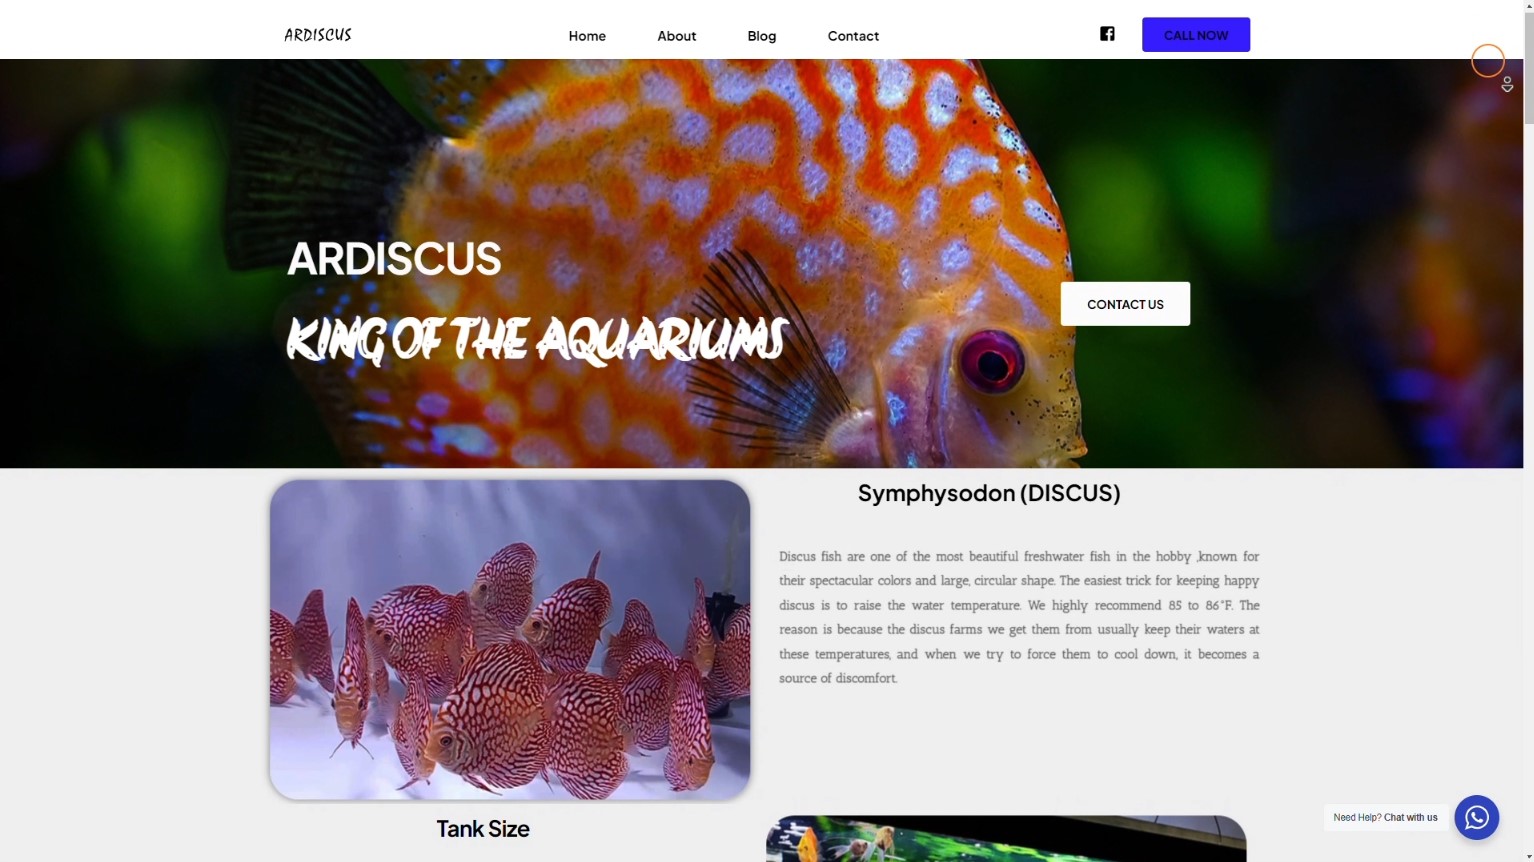 ARDISCUS
Home
About
Blog
Contact
CALL NOW
ARDISCUS
KING OF THE AQUARIUMS
CONTACT US
Symphysodon (DISCUS)
Discus fish are one of the most beautiful freshwater fish in the hobby ,known for
their spectacular colors and large, circular shape. The easiest trick for keeping happy
discus is to raise the water temperature. We highly recommend 85 to 86°F. The
reason is because the discus farms we get them from usually keep their waters at
these temperatures, and when we try to force them to cool down, it becomes a
source of discomfort.
Tank Size
Need Help? Chat with us